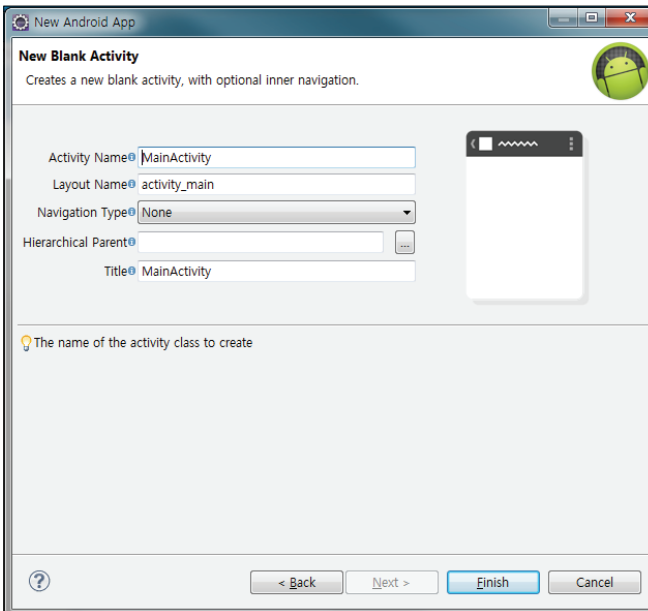 New Android App
New Blank Activity
Creates a new blank activity, with optional inner navigation.
Activity Name MainActivity
Layout Name activity_main
Navigation Type None
Hierarchical Parent ...
Title MainActivity
The name of the activity class to create
? < Back Next > Finish Cancel